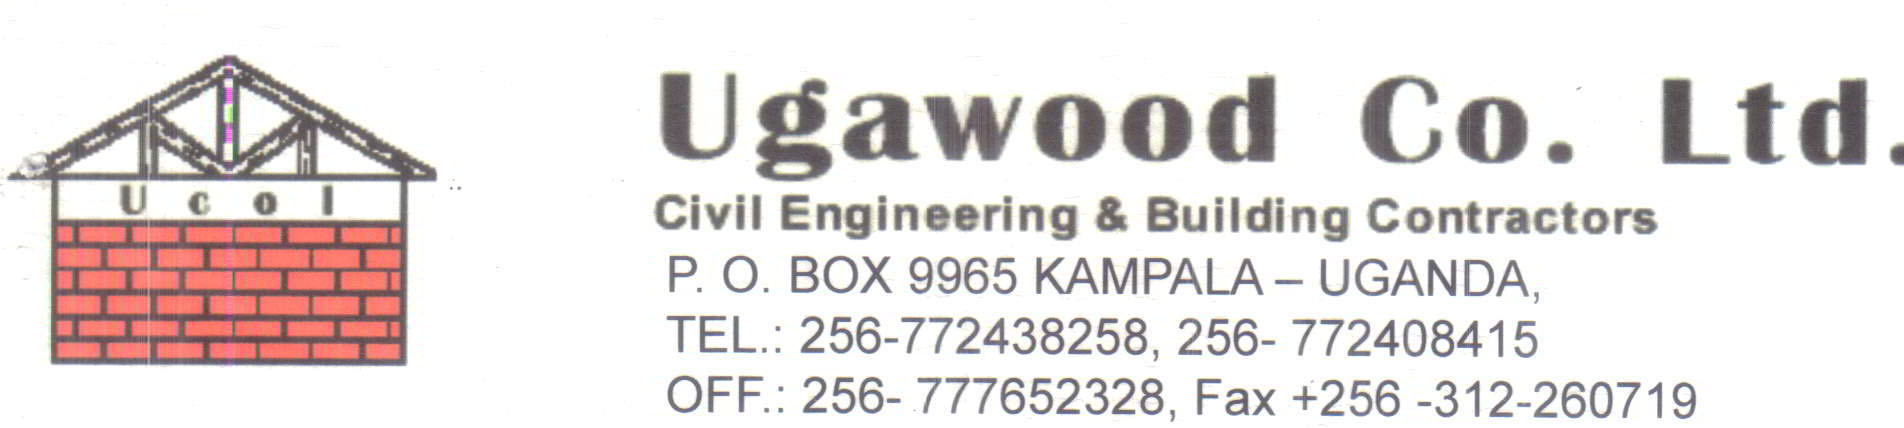 Ucol
Ugawood Co. Ltd.
Civil Engineering & Building Contractors
P. O. BOX 9965 KAMPALA – UGANDA,
TEL.: 256-772438258, 256- 772408415
OFF.: 256- 777652328, Fax +256 -312-260719